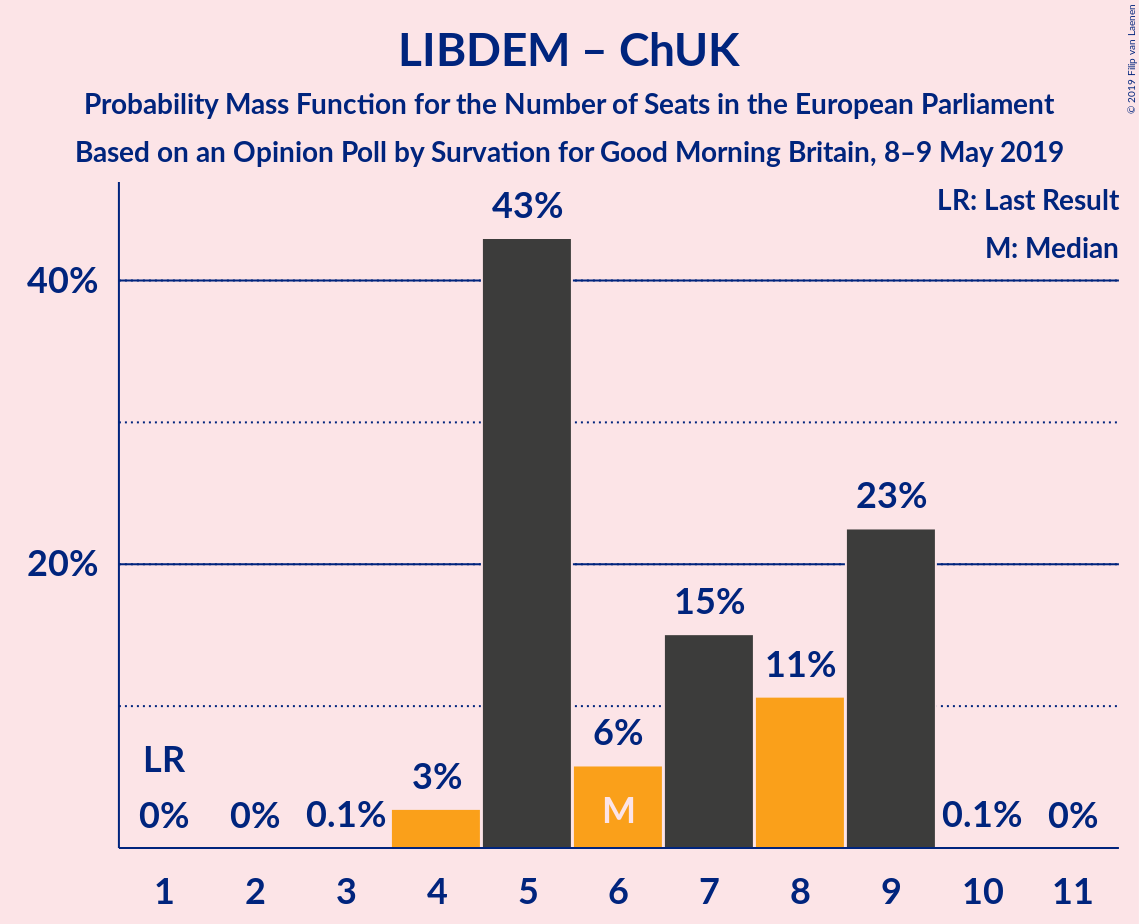 LIBDEM – ChUK
Probability Mass Function for the Number of Seats in the European Parliament
Based on an Opinion Poll by Survation for Good Morning Britain, 8–9 May 2019
© 2019 Filip van Laenen
LR: Last Result
M: Median
43%
40%
23%
20%
15%
11%
6%
LR
3%
M
0% 0% 0.1% 0.1% 0%
1 2 3 4 5 6 7 8 9 10 11